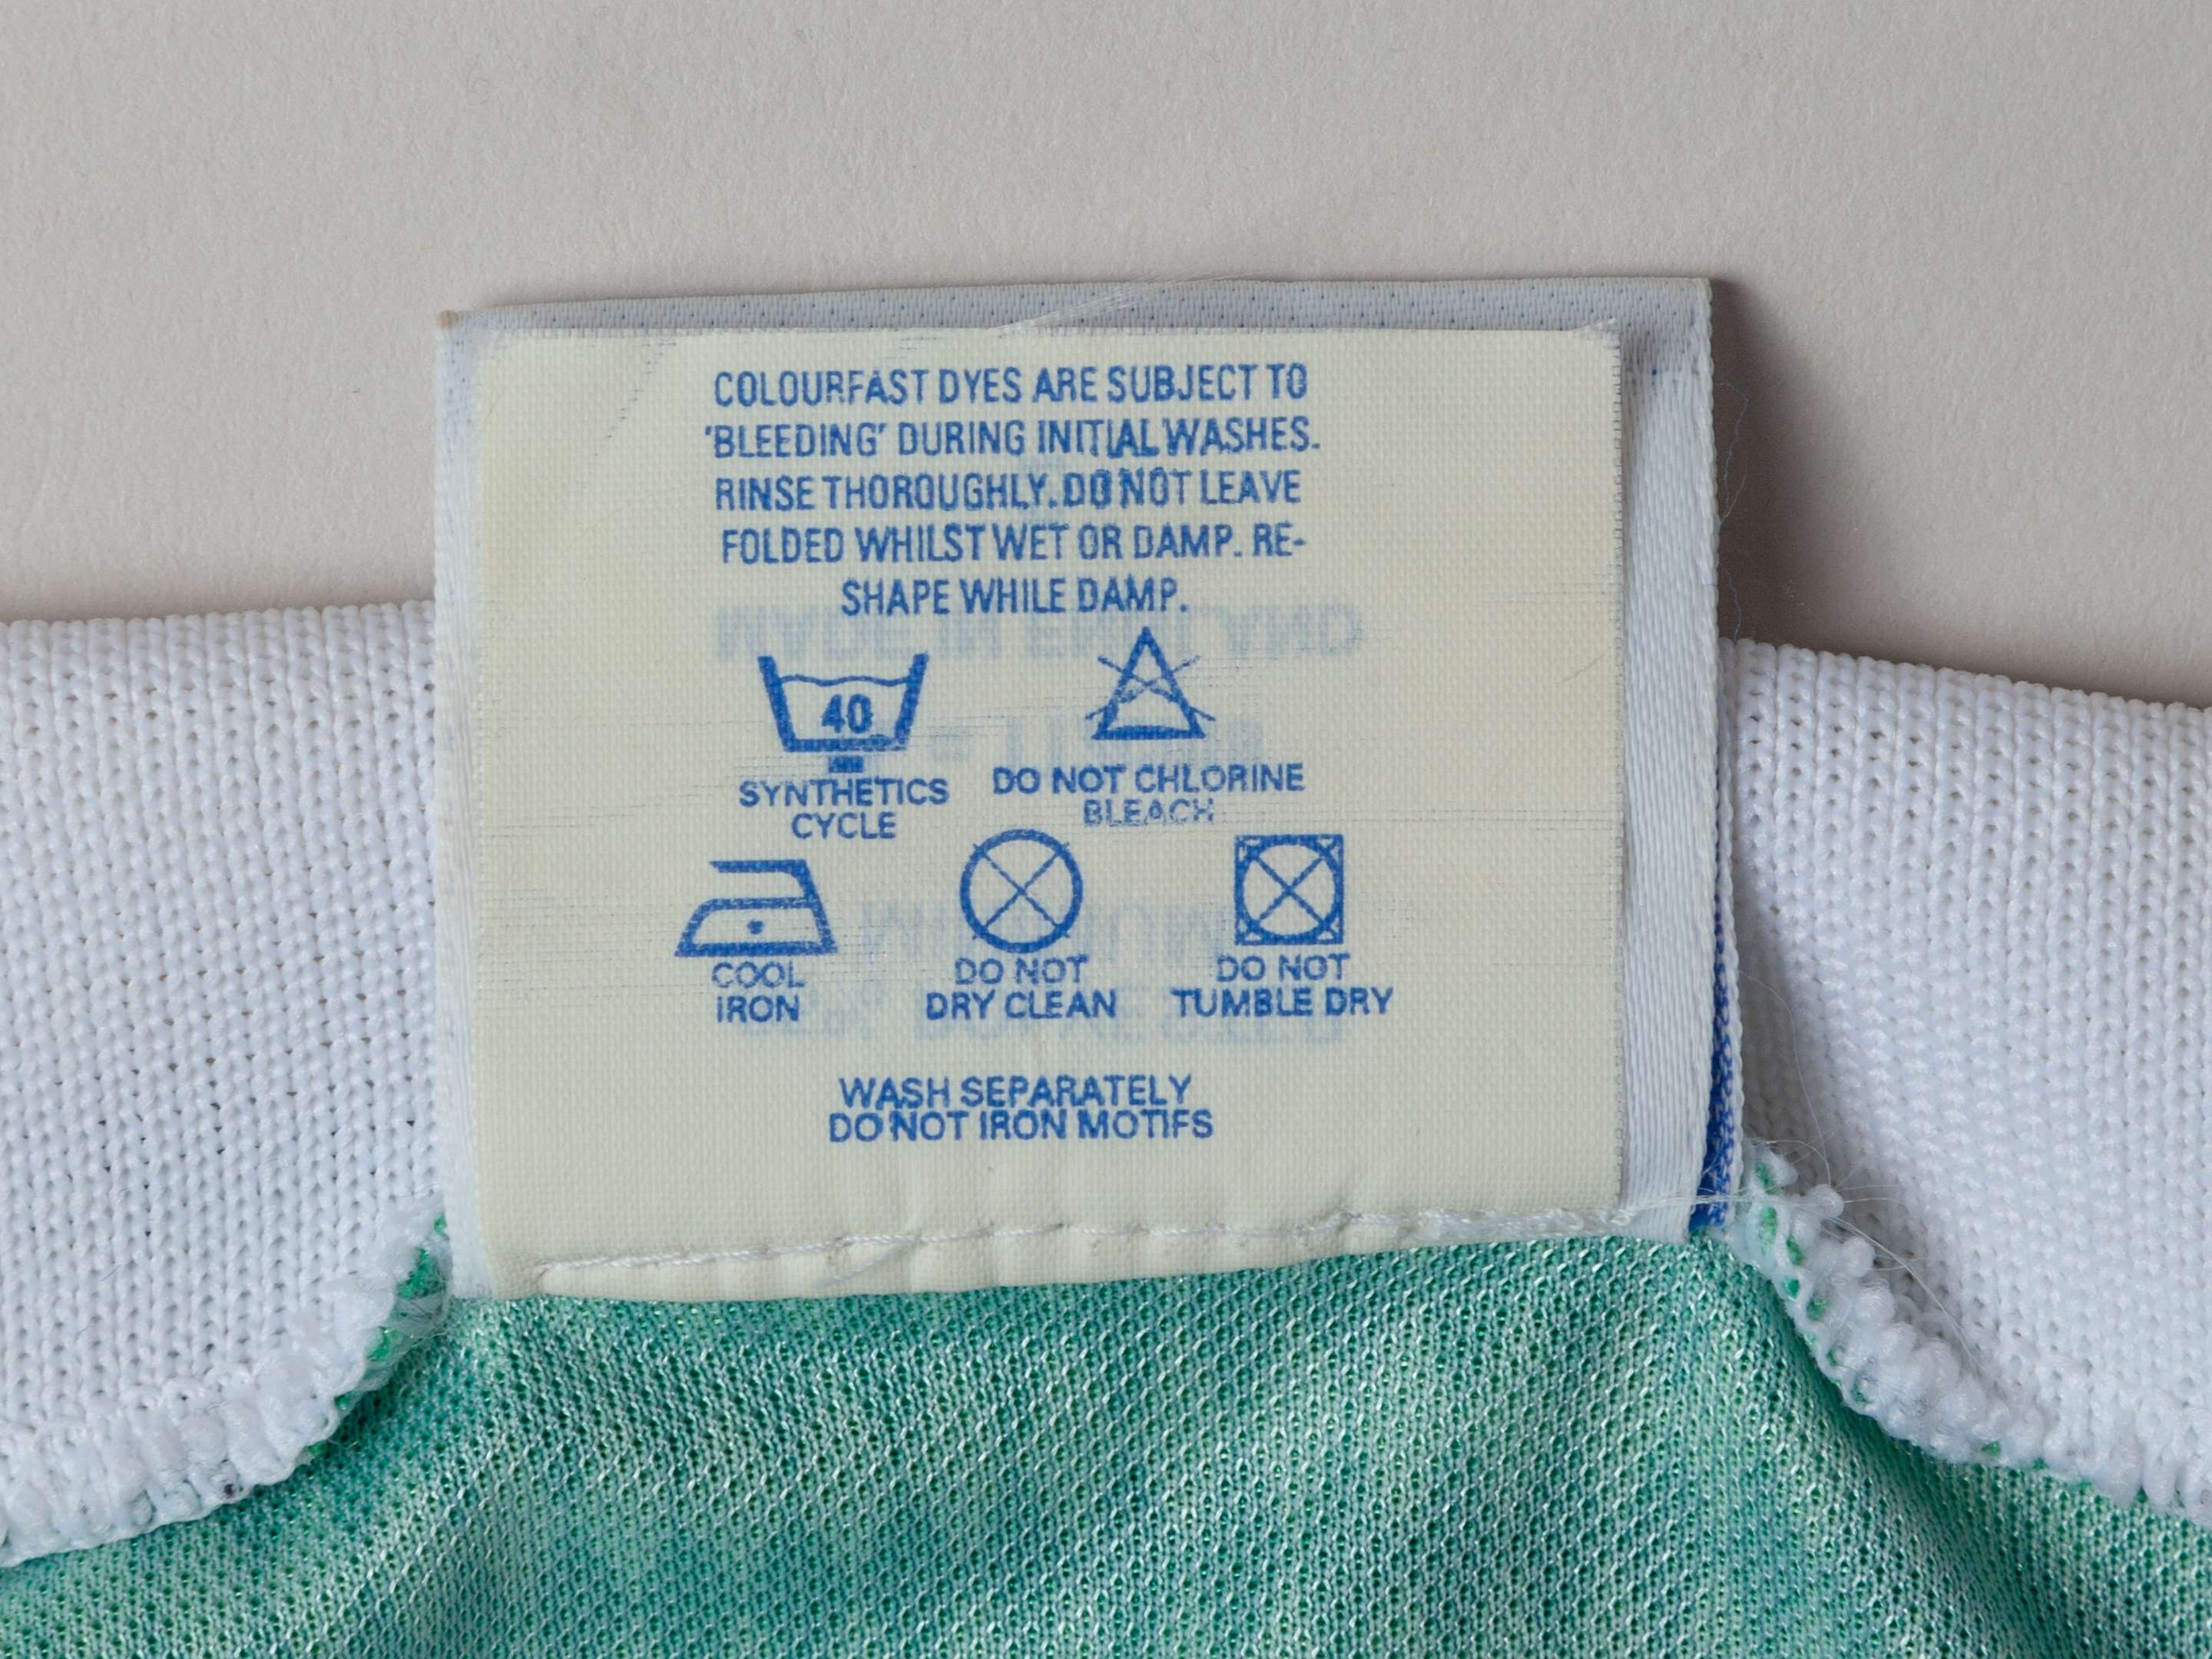 COLOURFAST DYES ARE SUBJECT TO
'BLEEDING' DURING INITIAL WASHES.
RINSE THOROUGHLY. DO NOT LEAVE
FOLDED WHILST WET OR DAMP. RE-
SHAPE WHILE DAMP.
40
SYNTHETICS
CYCLE
DO NOT CHLORINE
BLEACH
COOL
IRON
DO NOT
DRY CLEAN
DO NOT
TUMBLE DRY
WASH SEPARATELY
DO NOT IRON MOTIFS